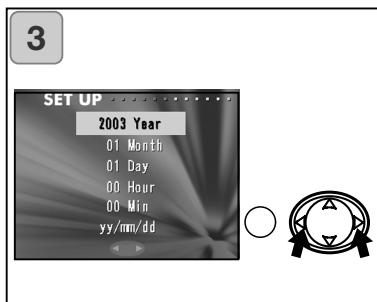 3
SET UP
2003 Year
01 Month
01 Day
00 Hour
00 Min
yy/mm/dd